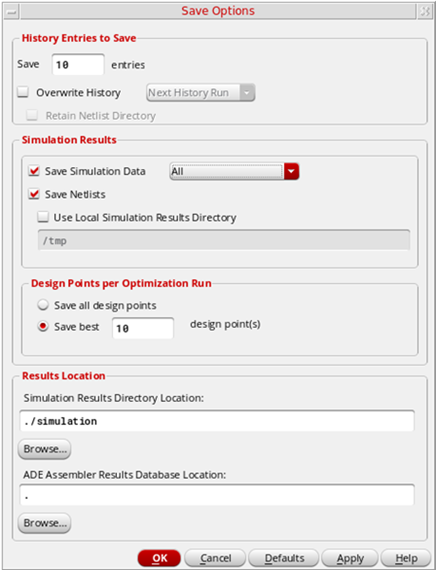 Save Options
History Entries to Save
Save 10 entries
Overwrite History Next History Run
Retain Netlist Directory
Simulation Results
Save Simulation Data All
Save Netlists
Use Local Simulation Results Directory
/tmp
Design Points per Optimization Run
Save all design points
Save best 10 design point(s)
Results Location
Simulation Results Directory Location:
./simulation
Browse...
ADE Assembler Results Database Location:
.
Browse...
OK Cancel Defaults Apply Help